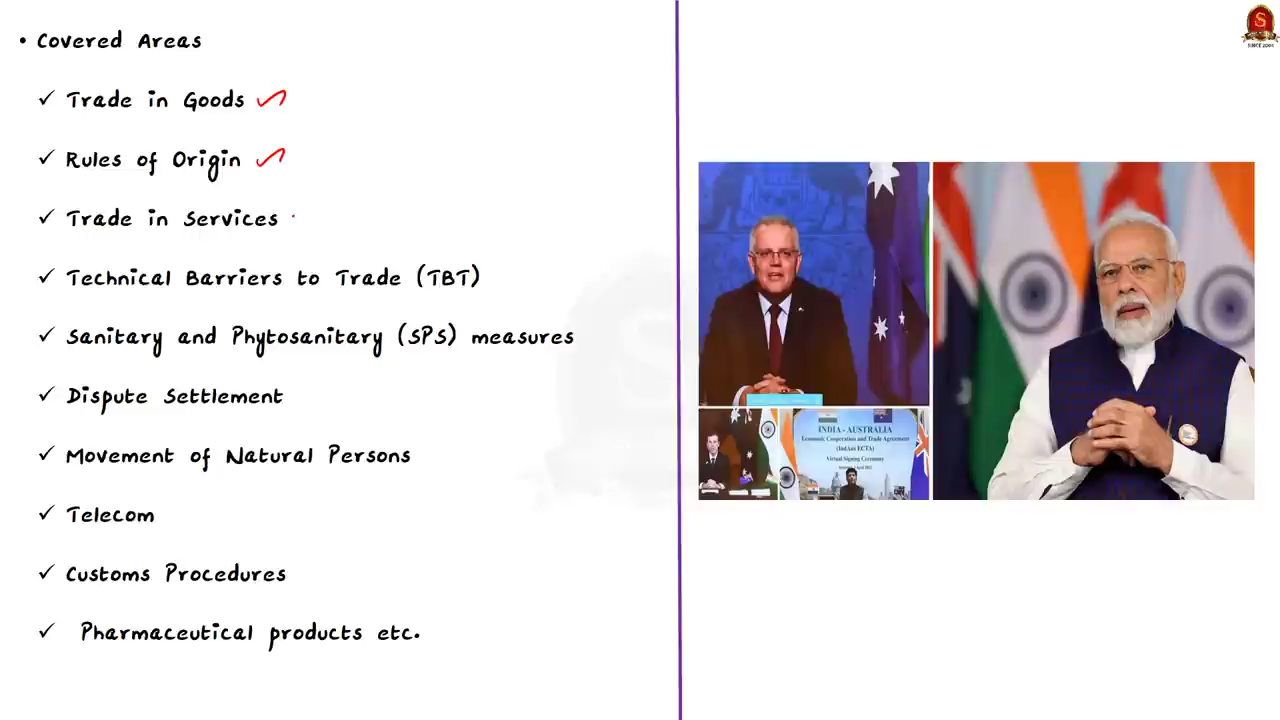 • Covered Areas
✓ Trade in Goods
✓ Rules of Origin
✓ Trade in Services
✓ Technical Barriers to Trade (TBT)
✓ Sanitary and Phytosanitary (SPS) measures
✓ Dispute Settlement
✓ Movement of Natural Persons
✓ Telecom
✓ Customs Procedures
✓ Pharmaceutical products etc.
S
SINCE 2004
INDIA - AUSTRALIA
Economic Cooperation and Trade Agreement
(IndAus ECTA)
Virtual Signing Ceremony
S